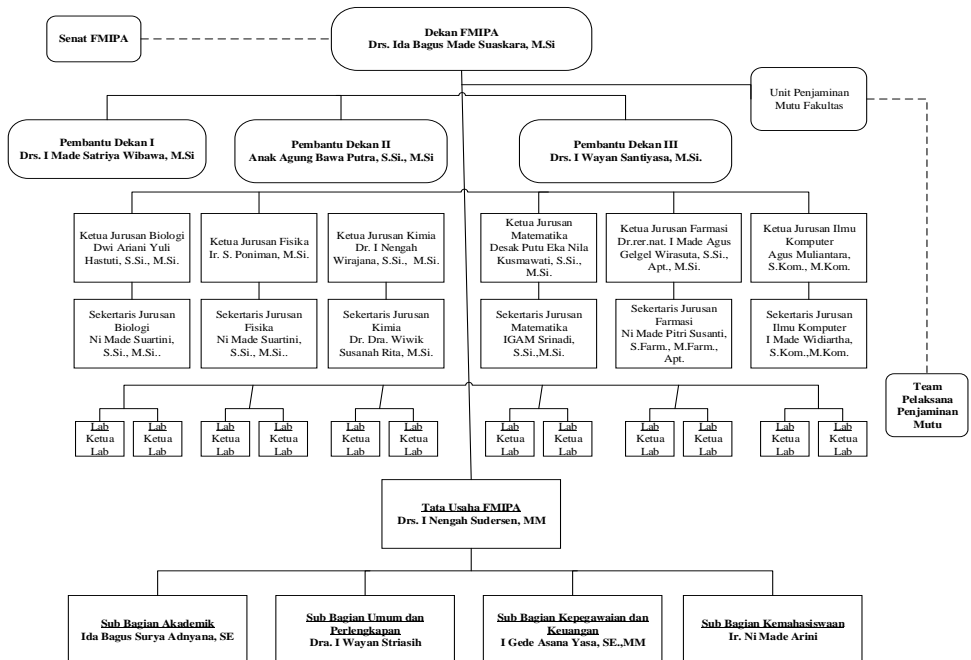 Senat FMIPA
Dekan FMIPA
Drs. Ida Bagus Made Suaskara, M.Si
Unit Penjaminan
Mutu Fakultas
Pembantu Dekan I
Drs. I Made Satriya Wibawa, M.Si
Pembantu Dekan II
Anak Agung Bawa Putra, S.Si., M.Si
Pembantu Dekan III
Drs. I Wayan Santiyasa, M.Si.
Ketua Jurusan Biologi
Dwi Ariani Yuli
Hastuti, S.Si., M.Si.
Ketua Jurusan Fisika
Ir. S. Poniman, M.Si.
Ketua Jurusan Kimia
Dr. I Nengah
Wirajana, S.Si., M.Si.
Ketua Jurusan
Matematika
Desak Putu Eka Nila
Kusmawati, S.Si.,
M.Si.
Ketua Jurusan Farmasi
Dr.rer.nat. I Made Agus
Gelgel Wirasuta, S.Si.,
Apt., M.Si.
Ketua Jurusan Ilmu
Komputer
Agus Muliantara,
S.Kom., M.Kom.
Sekertaris Jurusan
Biologi
Ni Made Suartini,
S.Si., M.Si..
Sekertaris Jurusan
Fisika
Ni Made Suartini,
S.Si., M.Si..
Sekertaris Jurusan
Kimia
Dr. Dra. Wiwik
Susanah Rita, M.Si.
Sekertaris Jurusan
Matematika
IGAM Srinadi,
S.Si.,M.Si.
Sekertaris Jurusan
Farmasi
Ni Made Pitri Susanti,
S.Farm., M.Farm.,
Apt.
Sekertaris Jurusan
Ilmu Komputer
I Made Widiartha,
S.Kom.,M.Kom.
Team
Pelaksana
Penjaminan
Mutu
Lab
Ketua
Lab
Lab
Ketua
Lab
Lab
Ketua
Lab
Lab
Ketua
Lab
Lab
Ketua
Lab
Lab
Ketua
Lab
Lab
Ketua
Lab
Lab
Ketua
Lab
Lab
Ketua
Lab
Lab
Ketua
Lab
Lab
Ketua
Lab
Lab
Ketua
Lab
Tata Usaha FMIPA
Drs. I Nengah Sudersen, MM
Sub Bagian Akademik
Ida Bagus Surya Adnyana, SE
Sub Bagian Umum dan
Perlengkapan
Dra. I Wayan Striasih
Sub Bagian Kepegawaian dan
Keuangan
I Gede Asana Yasa, SE.,MM
Sub Bagian Kemahasiswaan
Ir. Ni Made Arini